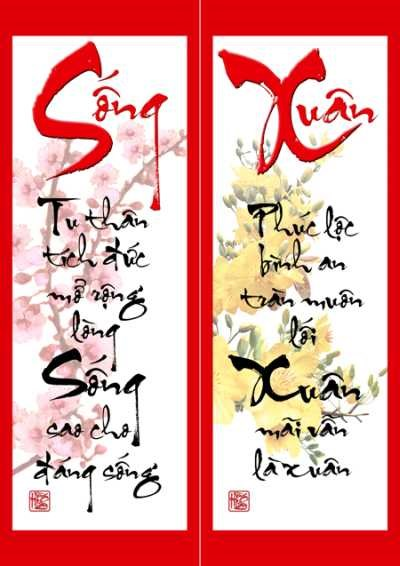 Sống
Tu thân
tích đức
mở rộng
lòng
Sống
sao cho
đáng sống
Xuân
Phúc lộc
bình an
tràn muôn
lối
Xuân
mãi vẫn
là xuân